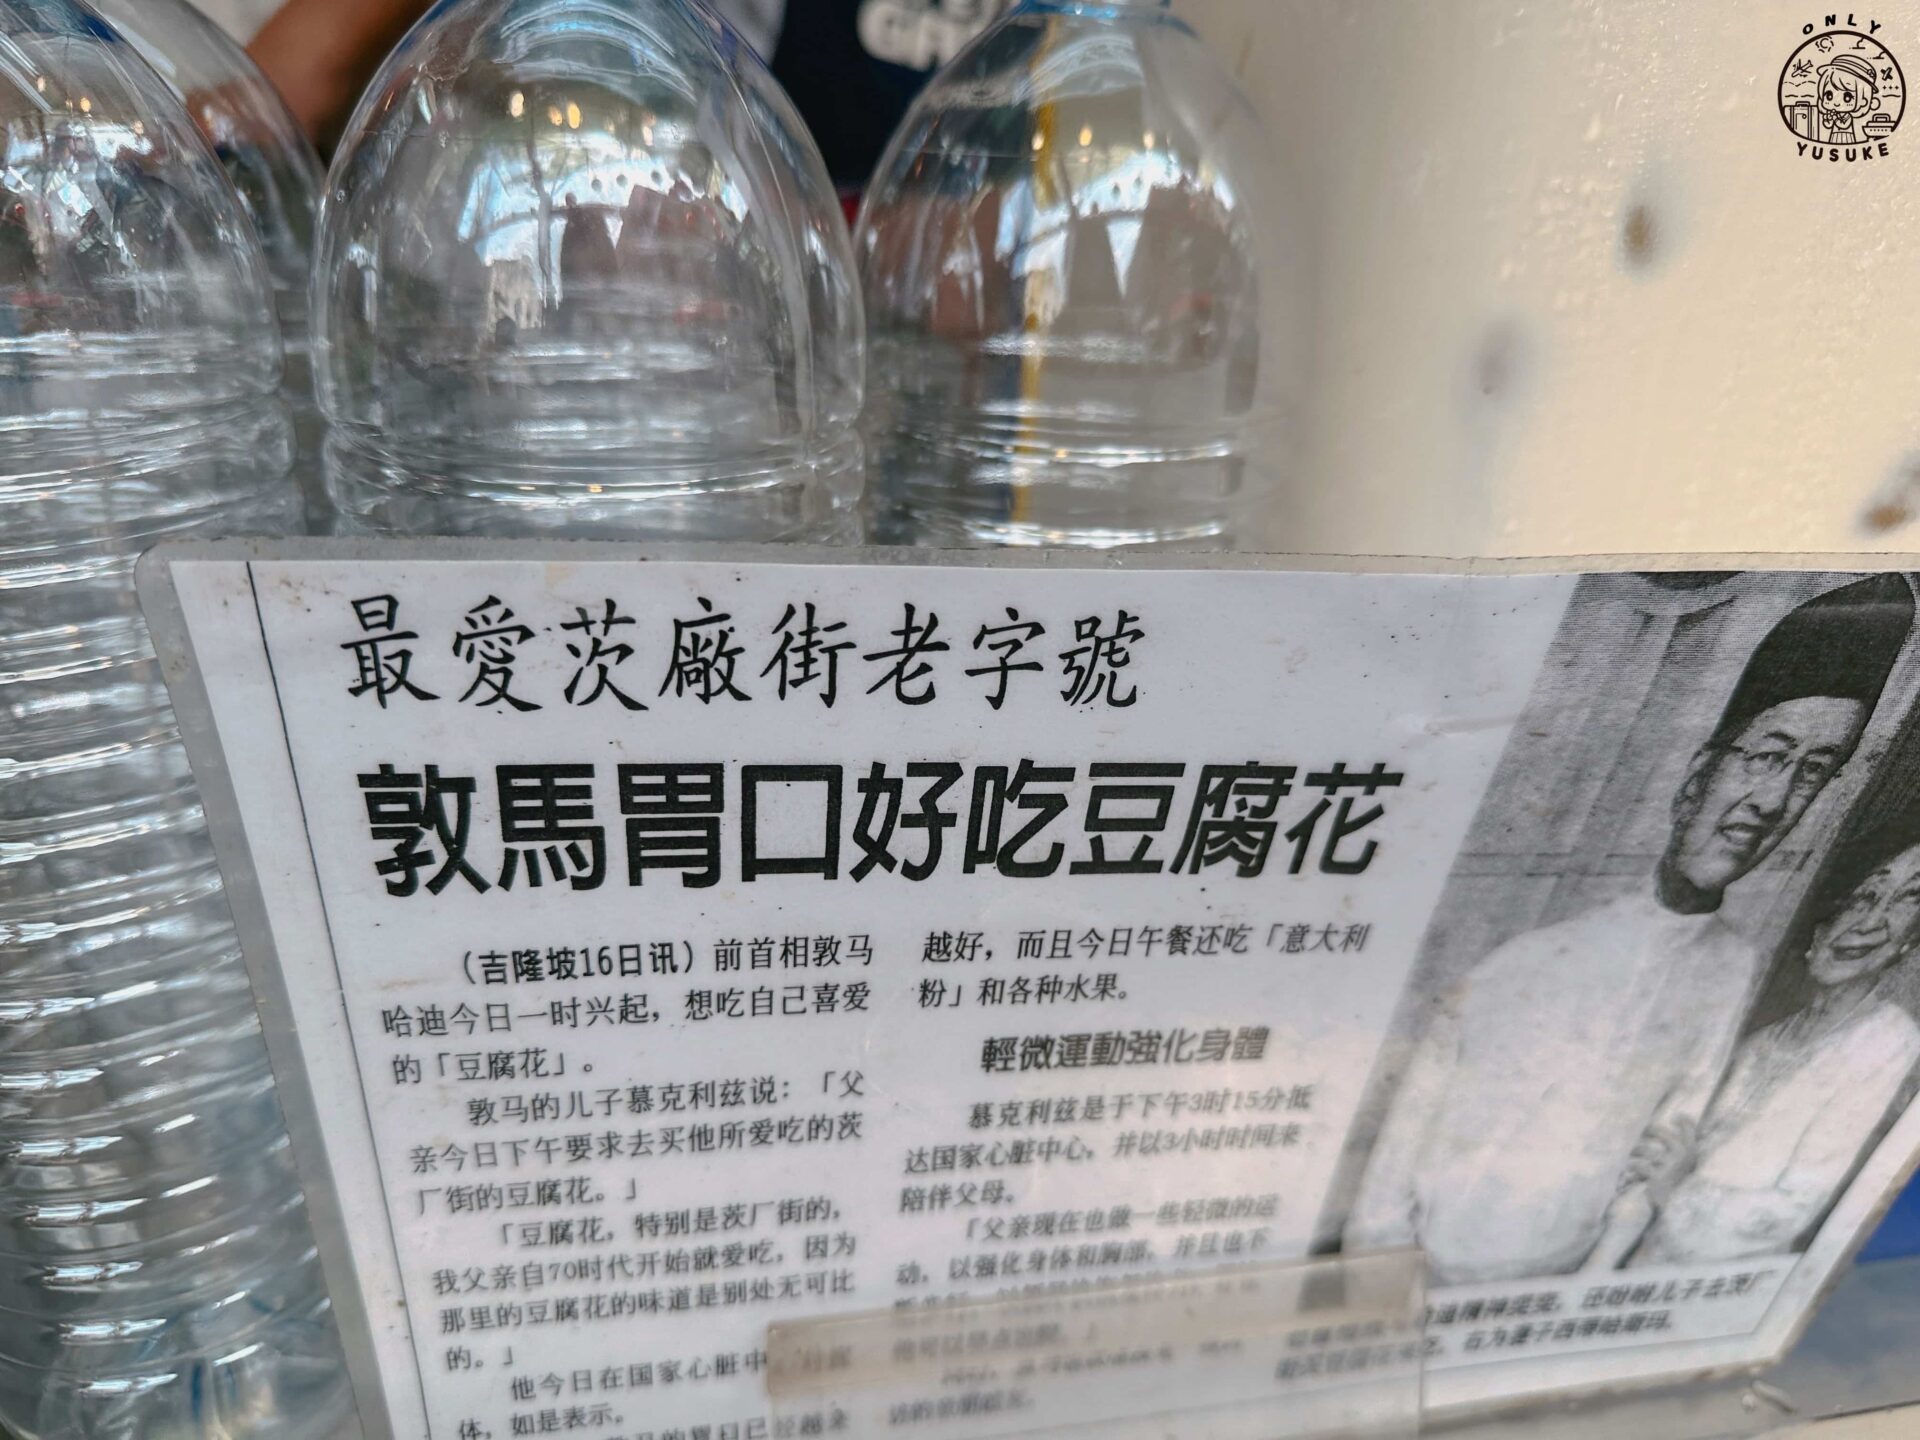 ONLY
YUSUKE
最愛茨廠街老字號
敦馬胃口好吃豆腐花
（吉隆坡16日讯）前首相敦马
哈迪今日一时兴起，想吃自己喜爱
的「豆腐花」。
敦马的儿子慕克利兹说：「父
亲今日下午要求去买他所爱吃的茨
厂街的豆腐花。」
「豆腐花，特别是茨厂街的，
我父亲自70时代开始就爱吃，因为
那里的豆腐花的味道是别处无可比
的。」
他今日在国家心脏中
体，如是表示。
越好，而且今日午餐还吃「意大利
粉」和各种水果。
輕微運動強化身體
慕克利兹是于下午3时15分抵
达国家心脏中心，并以3小时时间来
陪伴父母。
「父亲现在也做一些轻微的运
动，以强化身体和胸部，并且也下
还吩咐儿子去茨厂